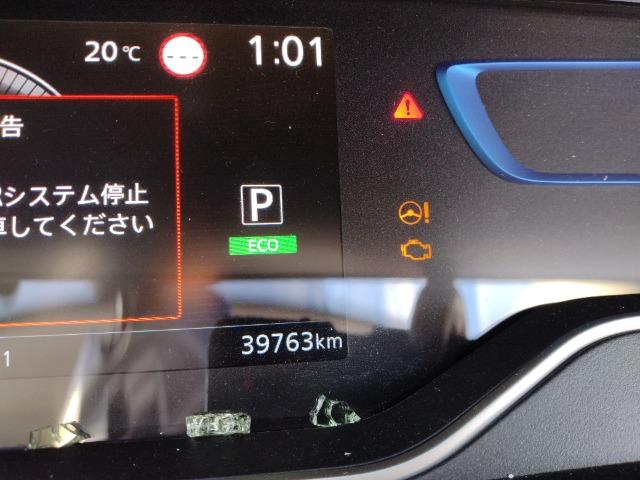 20℃
---
1:01
告
システム停止
車してください
P
ECO
39763km
1